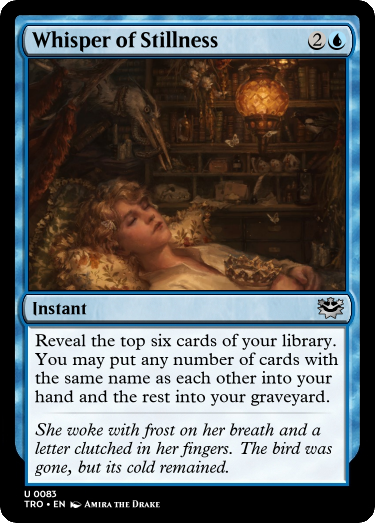 Whisper of Stillness 2
Instant
Reveal the top six cards of your library.
You may put any number of cards with
the same name as each other into your
hand and the rest into your graveyard.
She woke with frost on her breath and a
letter clutched in her fingers. The bird was
gone, but its cold remained.
U 0083
TRO • EN Amira the Drake